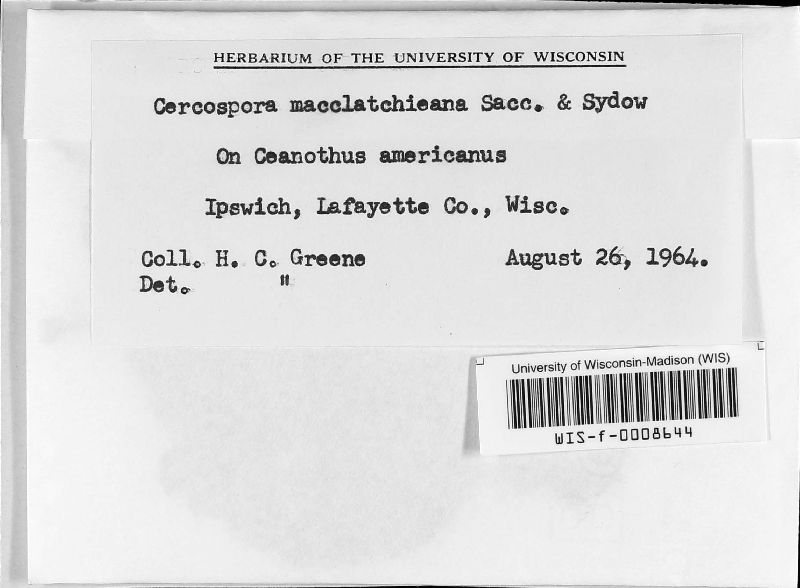 HERBARIUM OF THE UNIVERSITY OF WISCONSIN
Cercospora macclatchieana Sacc. & Sydow
On Ceanothus americanus
Ipswich, Lafayette Co., Wisc.
Coll. H. C. Greene August 26, 1964.
Det. "
University of Wisconsin-Madison (WIS)
WIS-f-0008644